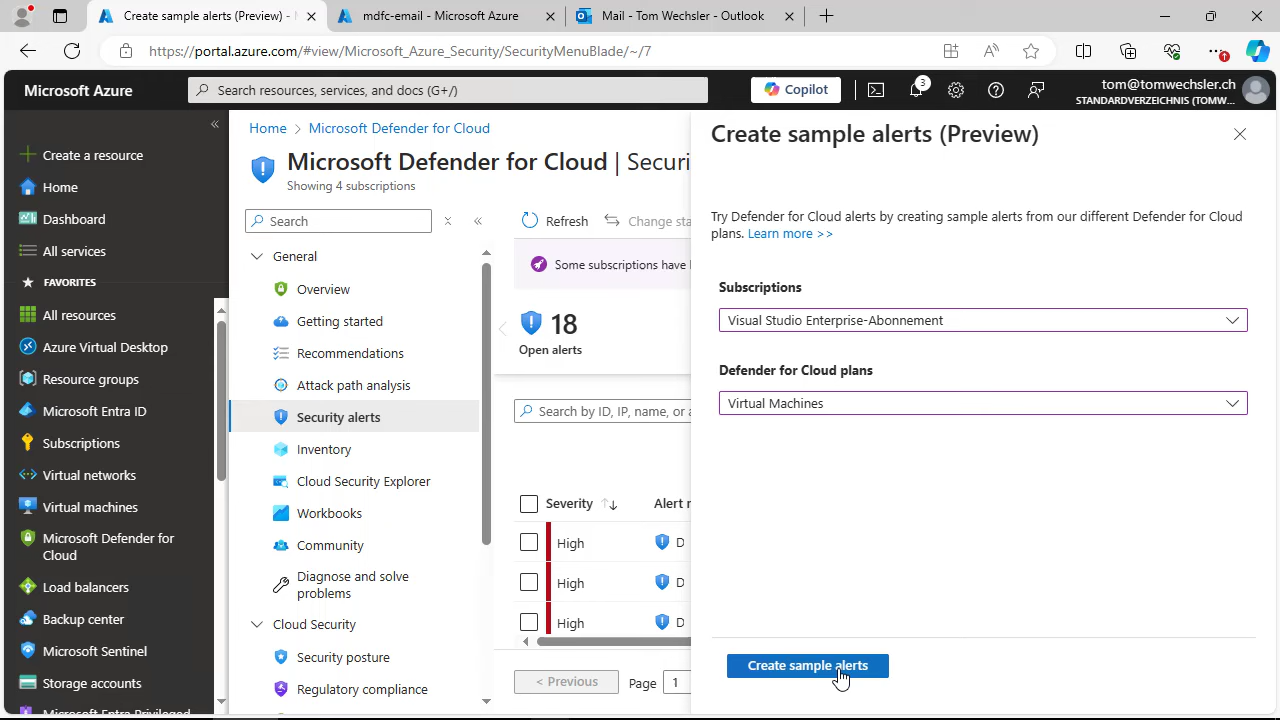 Create sample alerts (Preview) -
mdfc-email - Microsoft Azure
Mail - Tom Wechsler - Outlook
https://portal.azure.com/#view/Microsoft_Azure_Security/SecurityMenuBlade/~/7
Microsoft Azure
Search resources, services, and docs (G+/)
Copilot
3
tom@tomwechsler.ch
STANDARDVERZEICHNIS (TOMW...
Create a resource
Home
Dashboard
All services
FAVORITES
All resources
Azure Virtual Desktop
Resource groups
Microsoft Entra ID
Subscriptions
Virtual networks
Virtual machines
Microsoft Defender for
Cloud
Load balancers
Backup center
Microsoft Sentinel
Storage accounts
Microsoft Entra Privileged
Home > Microsoft Defender for Cloud
Microsoft Defender for Cloud | Securi
Showing 4 subscriptions
Search
General
Overview
Getting started
Recommendations
Attack path analysis
Security alerts
Inventory
Cloud Security Explorer
Workbooks
Community
Diagnose and solve
problems
Cloud Security
Security posture
Regulatory compliance
Refresh
Change sta
Some subscriptions have
18
Open alerts
Search by ID, IP, name, or a
Severity
Alert n
High
D
High
D
High
D
< Previous
Page
1
Create sample alerts (Preview)
Try Defender for Cloud alerts by creating sample alerts from our different Defender for Cloud
plans. Learn more >>
Subscriptions
Visual Studio Enterprise-Abonnement
Defender for Cloud plans
Virtual Machines
Create sample alerts